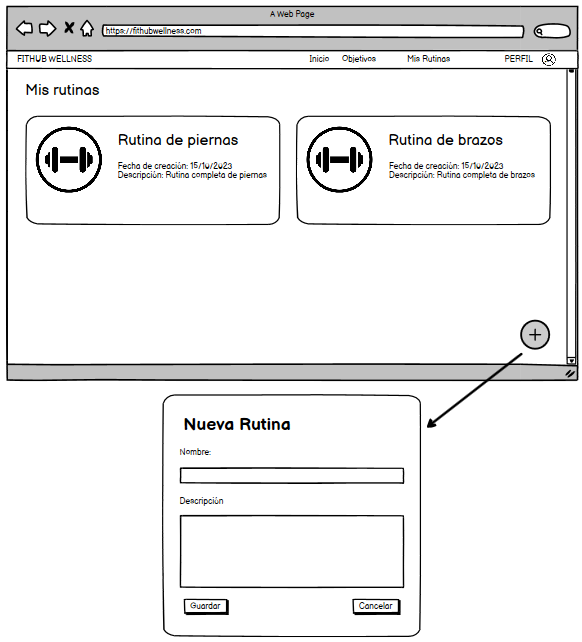 A Web Page
https://fithubwellness.com
FITHUB WELLNESS
Inicio
Objetivos
Mis Rutinas
PERFIL
Mis rutinas
Rutina de piernas
Fecha de creación: 15/10/2023
Descripción: Rutina completa de piernas
Rutina de brazos
Fecha de creación: 15/10/2023
Descripción: Rutina completa de brazos
Nueva Rutina
Nombre:
Descripción
Guardar
Cancelar